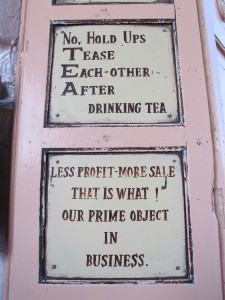 No, Hold Ups
Tease
Each-other
After
drinking Tea
Less Profit-More Sale
That is What !
Our Prime Object
in
Business.